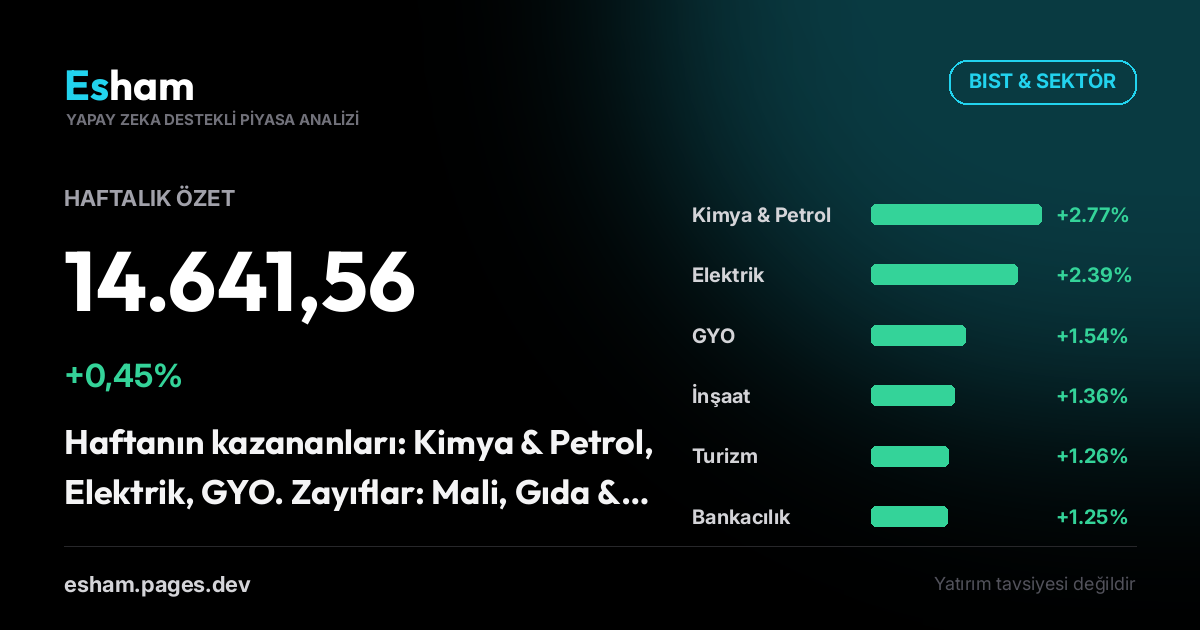 Esham
YAPAY ZEKA DESTEKLİ PİYASA ANALİZİ
BIST & SEKTÖR
HAFTALIK ÖZET
14.641,56
+0,45%
Haftanın kazananları: Kimya & Petrol,
Elektrik, GYO. Zayıflar: Mali, Gıda &...
Kimya & Petrol +2.77%
Elektrik +2.39%
GYO +1.54%
İnşaat +1.36%
Turizm +1.26%
Bankacılık +1.25%
esham.pages.dev
Yatırım tavsiyesi değildir